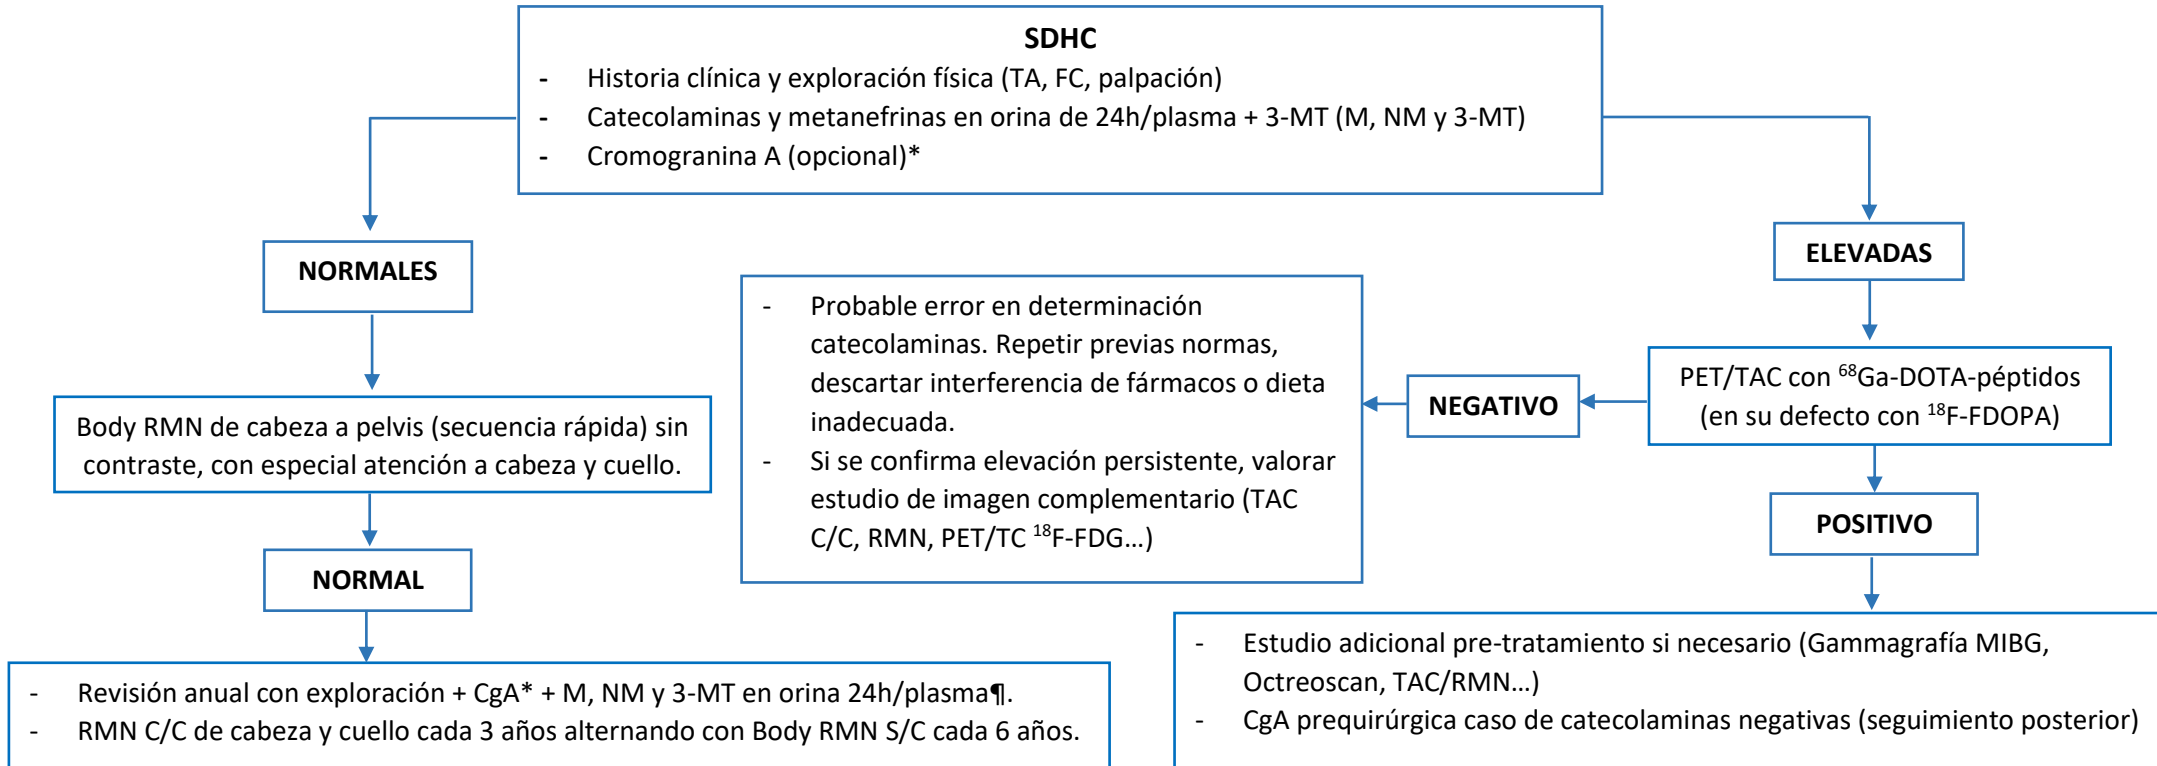 SDHC
- Historia clínica y exploración física (TA, FC, palpación)
- Catecolaminas y metanefrinas en orina de 24h/plasma + 3-MT (M, NM y 3-MT)
- Cromogranina A (opcional)*
NORMALES
Body RMN de cabeza a pelvis (secuencia rápida) sin
contraste, con especial atención a cabeza y cuello.
NORMAL
- Revisión anual con exploración + CgA* + M, NM y 3-MT en orina 24h/plasma¶.
- RMN C/C de cabeza y cuello cada 3 años alternando con Body RMN S/C cada 6 años.
ELEVADAS
PET/TAC con ⁶⁸Ga-DOTA-péptidos
(en su defecto con ¹⁸F-FDOPA)
NEGATIVO
- Probable error en determinación
catecolaminas. Repetir previas normas,
descartar interferencia de fármacos o dieta
inadecuada.
- Si se confirma elevación persistente, valorar
estudio de imagen complementario (TAC
C/C, RMN, PET/TC ¹⁸F-FDG…)
POSITIVO
- Estudio adicional pre-tratamiento si necesario (Gammagrafía MIBG,
Octreoscan, TAC/RMN…)
- CgA prequirúrgica caso de catecolaminas negativas (seguimiento posterior)